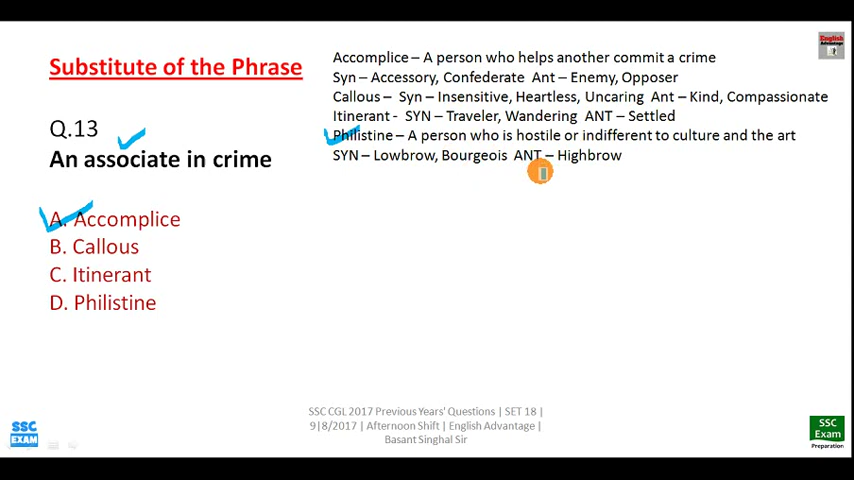 Substitute of the Phrase
Q.13
An associate in crime
A. Accomplice
B. Callous
C. Itinerant
D. Philistine
Accomplice – A person who helps another commit a crime
Syn – Accessory, Confederate Ant – Enemy, Opposer
Callous – Syn – Insensitive, Heartless, Uncaring Ant – Kind, Compassionate
Itinerant - SYN – Traveler, Wandering ANT – Settled
Philistine – A person who is hostile or indifferent to culture and the art
SYN – Lowbrow, Bourgeois ANT – Highbrow
English
Advantage
SSC CGL 2017 Previous Years' Questions | SET 18 |
9|8/2017 | Afternoon Shift | English Advantage |
Basant Singhal Sir
SSC
EXAM
SSC
Exam
Preparation